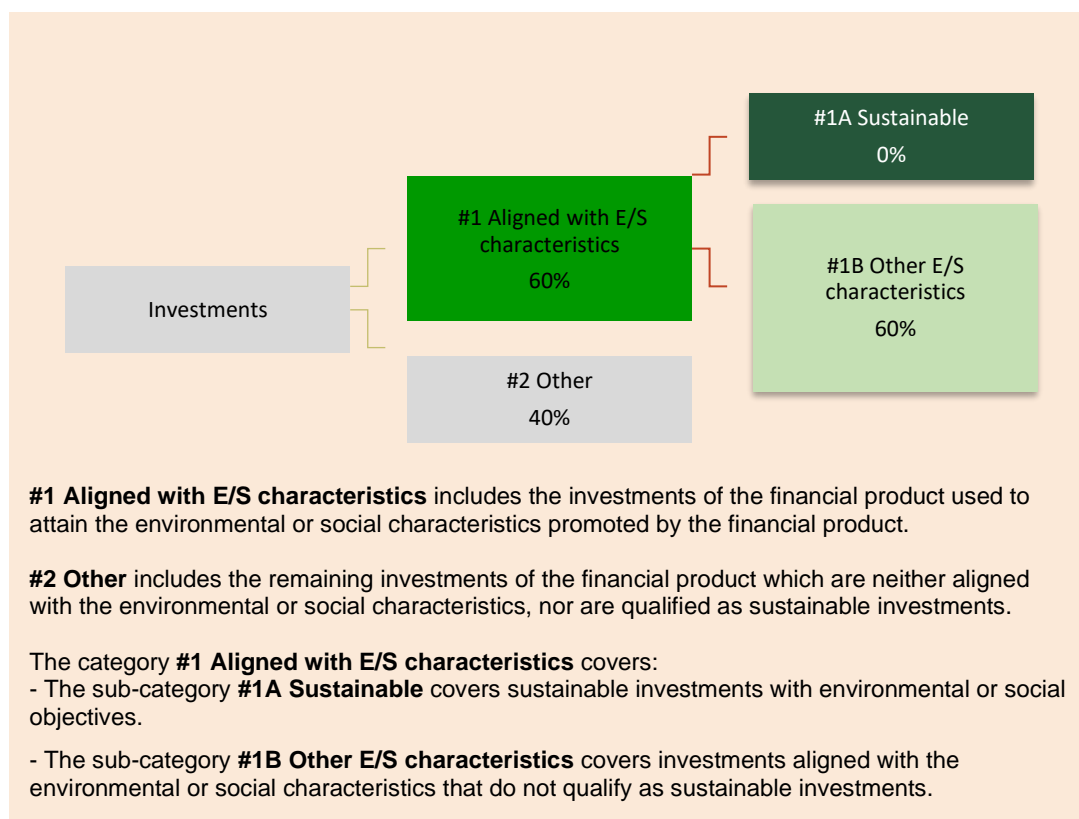 #1A Sustainable
0%
#1 Aligned with E/S
characteristics
60%
#1B Other E/S
characteristics
60%
Investments
#2 Other
40%
#1 Aligned with E/S characteristics includes the investments of the financial product used to
attain the environmental or social characteristics promoted by the financial product.
#2 Other includes the remaining investments of the financial product which are neither aligned
with the environmental or social characteristics, nor are qualified as sustainable investments.
The category #1 Aligned with E/S characteristics covers:
- The sub-category #1A Sustainable covers sustainable investments with environmental or social
objectives.
- The sub-category #1B Other E/S characteristics covers investments aligned with the
environmental or social characteristics that do not qualify as sustainable investments.